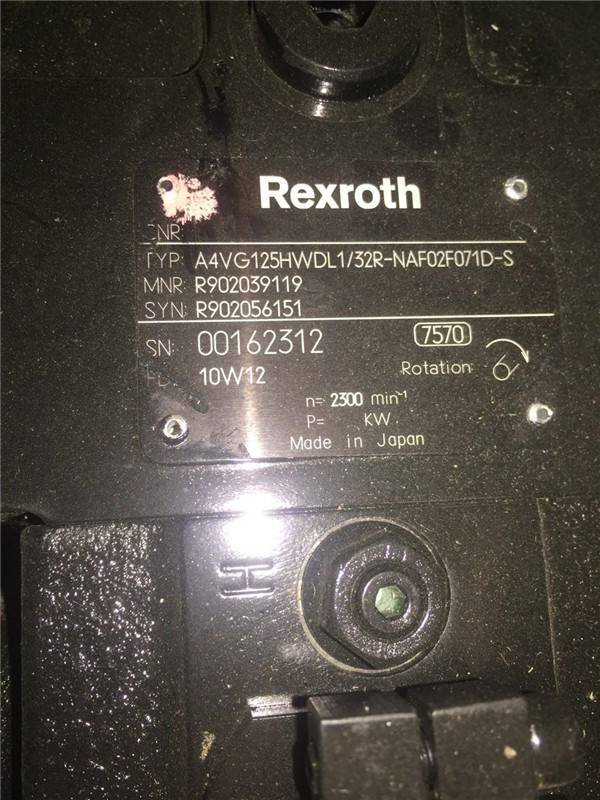 Rexroth
TYP: A4VG125HWDL1/32R-NAF02F071D-S
MNR: R902039119
SYN: R902056151
SN: 00162312 7570
10W12 Rotation
n= 2300 min⁻¹
P= KW
Made in Japan
H